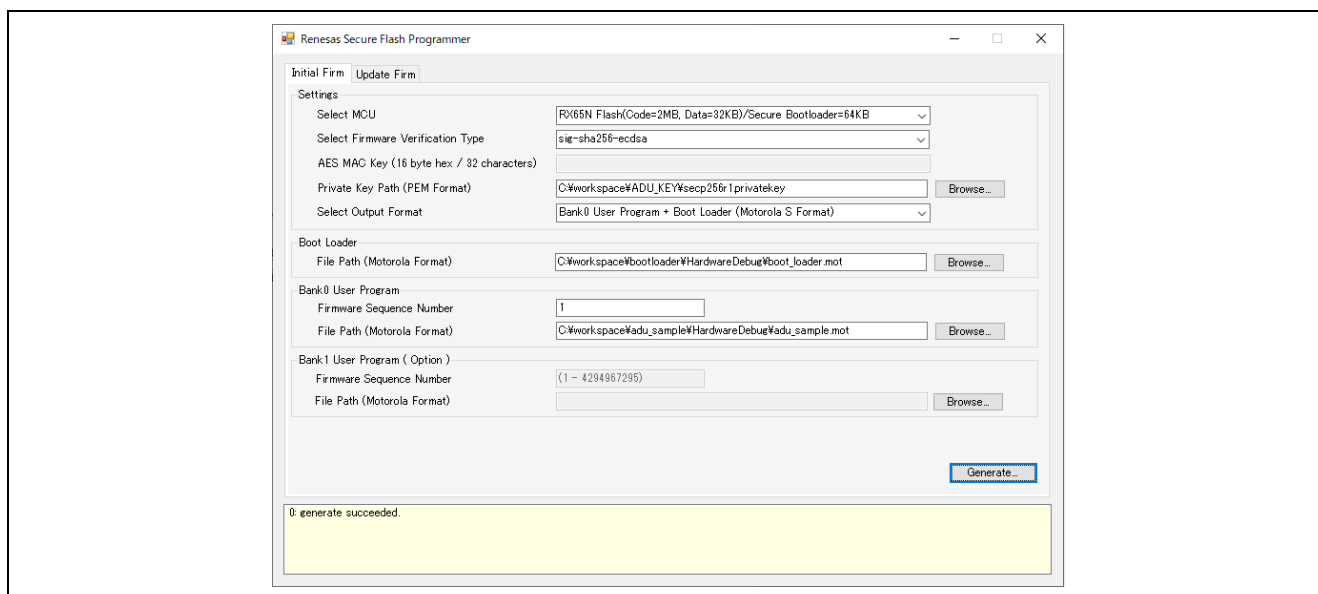 Renesas Secure Flash Programmer
Initial Firm Update Firm
Settings
Select MCU RX65N Flash(Code=2MB, Data=32KB)/Secure Bootloader=64KB
Select Firmware Verification Type sig-sha256-ecdsa
AES MAC Key (16 byte hex / 32 characters)
Private Key Path (PEM Format) C:¥workspace¥ADU_KEY¥secp256r1.privatekey Browse...
Select Output Format Bank0 User Program + Boot Loader (Motorola S Format)
Boot Loader
File Path (Motorola Format) C:¥workspace¥bootloader¥HardwareDebug¥boot_loader.mot Browse...
Bank0 User Program
Firmware Sequence Number 1
File Path (Motorola Format) C:¥workspace¥adu_sample¥HardwareDebug¥adu_sample.mot Browse...
Bank1 User Program ( Option )
Firmware Sequence Number (1 - 4294967295)
File Path (Motorola Format) Browse...
Generate...
0: generate succeeded.